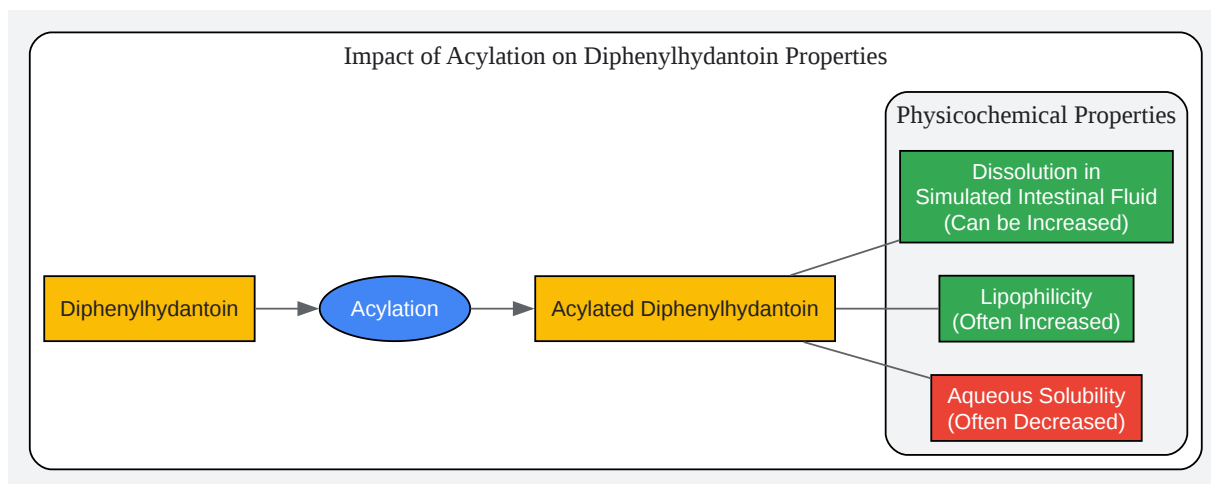 Impact of Acylation on Diphenylhydantoin Properties
Physicochemical Properties
Dissolution in
Simulated Intestinal Fluid
(Can be Increased)
Diphenylhydantoin
Acylation
Acylated Diphenylhydantoin
Lipophilicity
(Often Increased)
Aqueous Solubility
(Often Decreased)